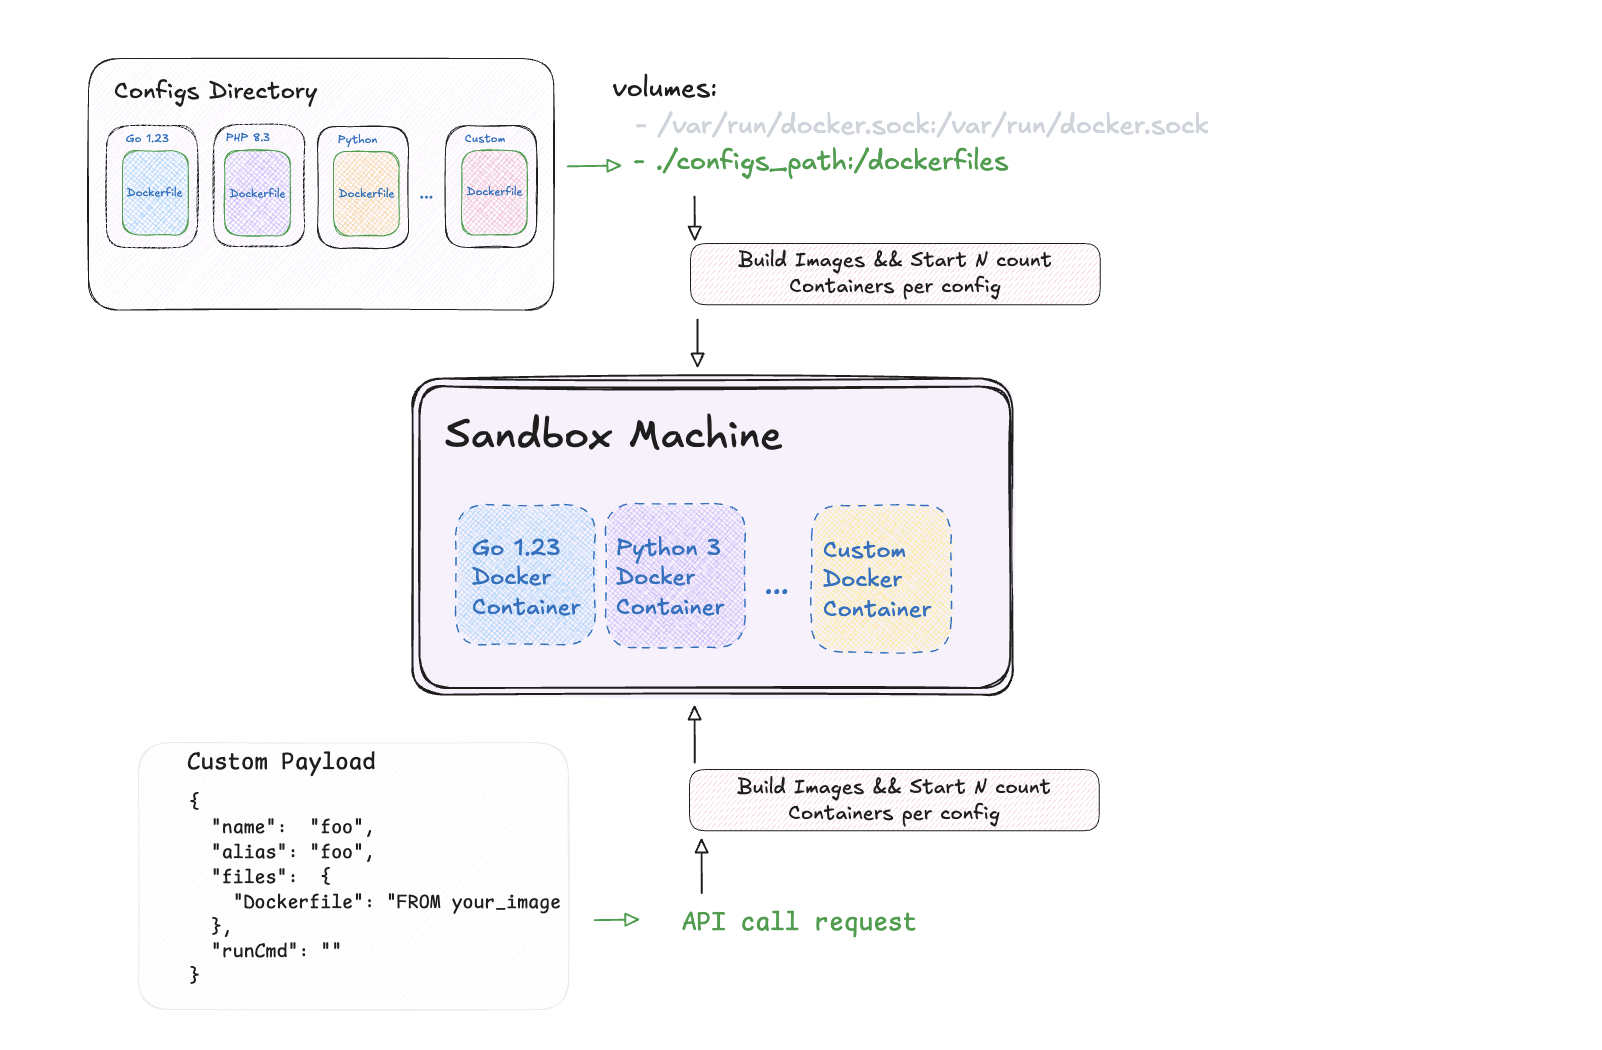 Configs Directory
Go 1.23
PHP 8.3
Python
Custom
Dockerfile
Dockerfile
Dockerfile
...
Dockerfile
volumes:
- /var/run/docker.sock:/var/run/docker.sock
- ./configs_path:/dockerfiles
Build Images && Start N count
Containers per config
Sandbox Machine
Go 1.23
Docker
Container
Python 3
Docker
Container
...
Custom
Docker
Container
Build Images && Start N count
Containers per config
API call request
Custom Payload
{
"name":  "foo",
"alias": "foo",
"files":  {
"Dockerfile": "FROM your_image
},
"runCmd": ""
}